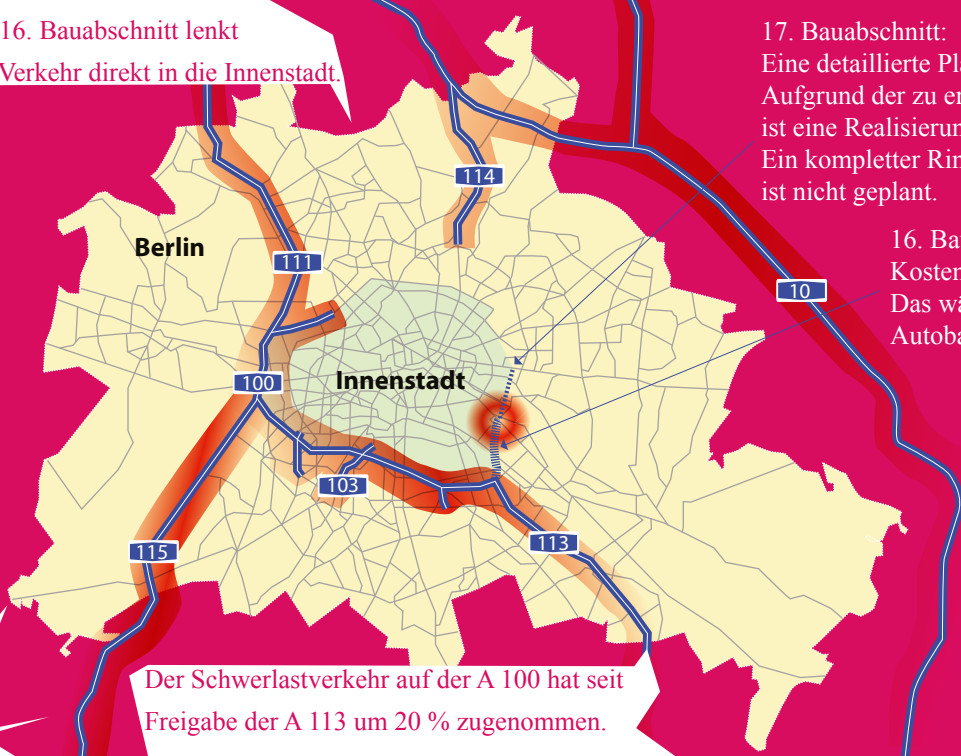 16. Bauabschnitt lenkt
Verkehr direkt in die Innenstadt.
17. Bauabschnitt:
Eine detaillierte Pla
Aufgrund der zu er
ist eine Realisierun
Ein kompletter Rin
ist nicht geplant.
114
16. Ba
Kosten
Das wä
Autoba
Berlin
111
10
100
Innenstadt
103
115
113
Der Schwerlastverkehr auf der A 100 hat seit
Freigabe der A 113 um 20 % zugenommen.